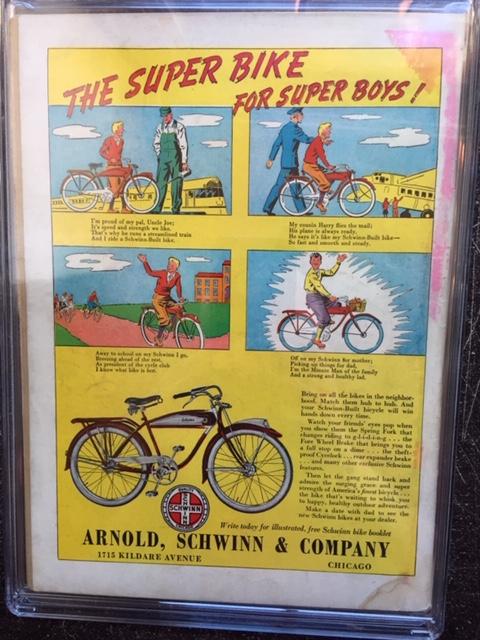 THE SUPER BIKE
FOR SUPER BOYS!
I'm proud of my pal, Uncle Joe;
It's speed and strength we like,
That's why he runs a streamlined train
And I ride a Schwinn-Built bike.
My cousin Harry flies the mail;
His plane is always ready,
He says it's like my Schwinn-Built bike—
So fast and smooth and steady.
Away to school on my Schwinn I go,
Breezing ahead of the rest,
As president of the cycle club
I know what bike is best.
Off on my Schwinn for mother;
Picking up things for dad,
I'm the Minute Man of the family
And a strong and healthy lad.
Bring on all the bikes in the neighbor-
hood. Match them hub to hub. And
your Schwinn-Built bicycle will win
hands down every time.
Watch your friends' eyes pop when
you show them the Spring Fork that
changes riding to g-l-i-d-i-n-g . . . the
Fore Wheel Brake that brings you to
a full stop on a dime . . . the theft-
proof Cyclelock . . . rear expander brake
. . . and many other exclusive Schwinn
features.
Then let the gang stand back and
admire the surging grace and super
strength of America's finest bicycle . . .
the bike that's waiting to whisk you
to happy, healthy outdoor adventure.
Make a date with dad to see the
new Schwinn bikes at your dealer.
SCHWINN
Write today for illustrated, free Schwinn bike booklet
ARNOLD, SCHWINN & COMPANY
1715 KILDARE AVENUE
CHICAGO